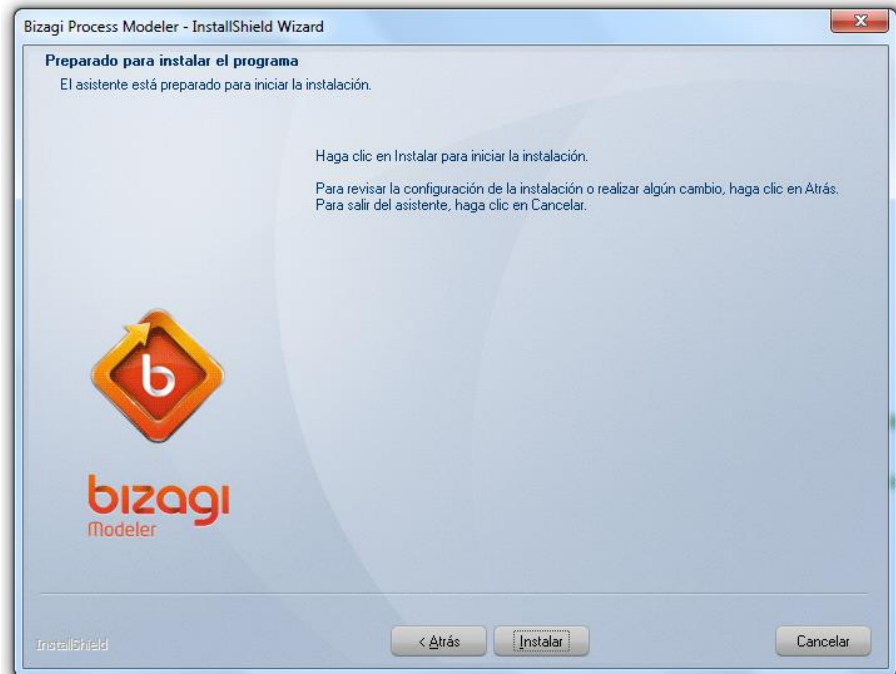 Bizagi Process Modeler - InstallShield Wizard
Preparado para instalar el programa
El asistente está preparado para iniciar la instalación.
Haga clic en Instalar para iniciar la instalación.
Para revisar la configuración de la instalación o realizar algún cambio, haga clic en Atrás.
Para salir del asistente, haga clic en Cancelar.
b
bizagi
Modeler
InstallShield
< Atrás
Instalar
Cancelar